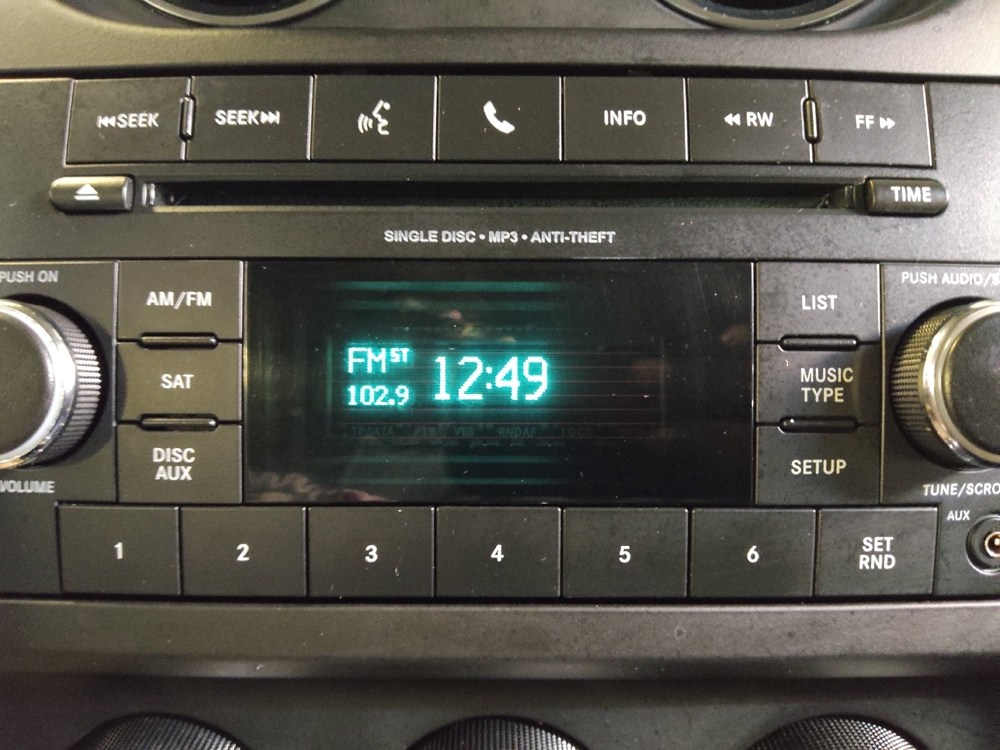 SEEK SEEK INFO RW FF
TIME
SINGLE DISC • MP3 • ANTI-THEFT
PUSH ON
AM/FM
SAT
DISC
AUX
VOLUME
FM ST
102.9
12:49
PUSH AUDIO/S
LIST
MUSIC
TYPE
SETUP
TUNE/SCRO
AUX
1 2 3 4 5 6
SET
RND